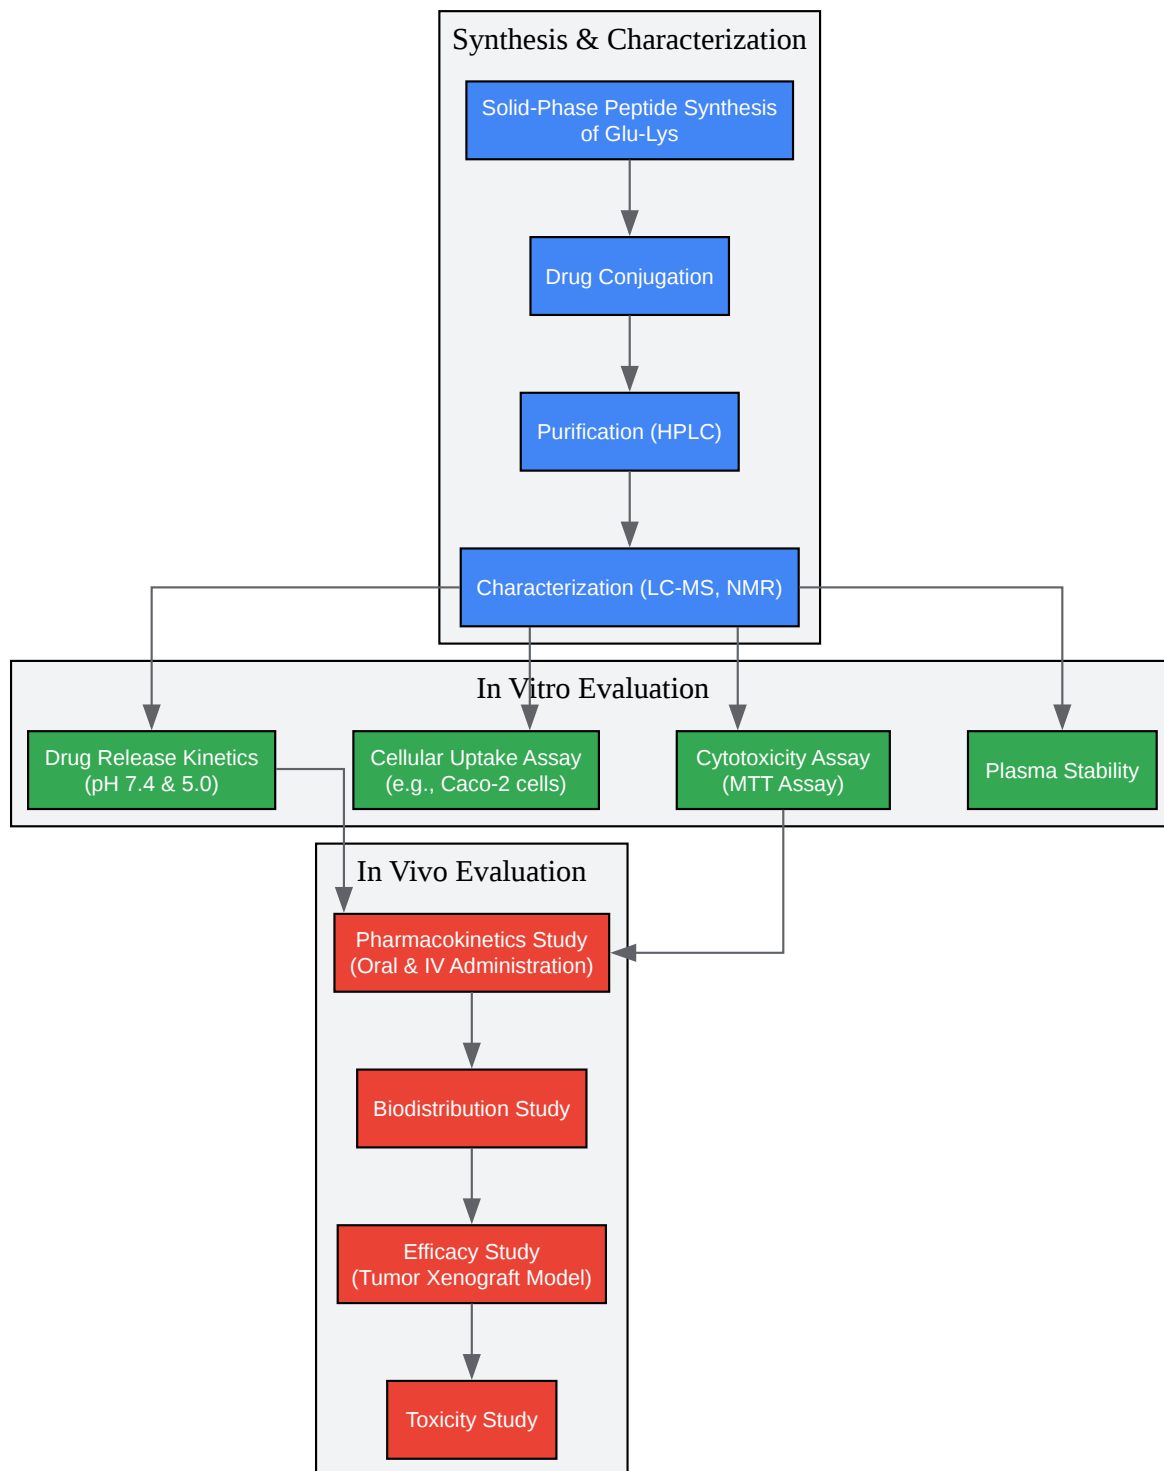 Synthesis & Characterization
Solid-Phase Peptide Synthesis
of Glu-Lys
Drug Conjugation
Purification (HPLC)
Characterization (LC-MS, NMR)
In Vitro Evaluation
Drug Release Kinetics
(pH 7.4 & 5.0)
Cellular Uptake Assay
(e.g., Caco-2 cells)
Cytotoxicity Assay
(MTT Assay)
Plasma Stability
In Vivo Evaluation
Pharmacokinetics Study
(Oral & IV Administration)
Biodistribution Study
Efficacy Study
(Tumor Xenograft Model)
Toxicity Study